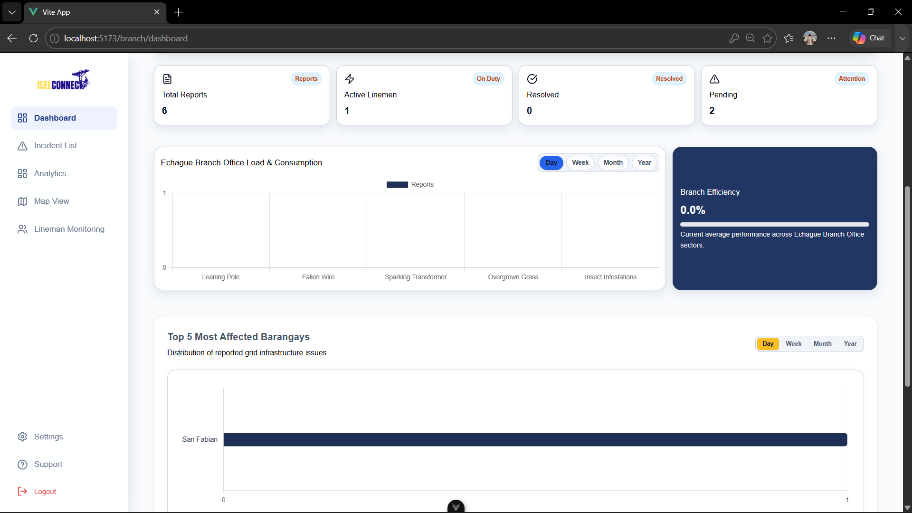 Vite App
localhost:5173/branch/dashboard
Chat
ISELCONNECT
Dashboard
Incident List
Analytics
Map View
Lineman Monitoring
Settings
Support
Logout
Reports
Total Reports
6
On Duty
Active Linemen
1
Resolved
Resolved
0
Attention
Pending
2
Echague Branch Office Load & Consumption
Day Week Month Year
Reports
1
0
Leaning Pole Fallen Wire Sparking Transformer Overgrown Grass Insect Infestations
Branch Efficiency
0.0%
Current average performance across Echague Branch Office
sectors.
Top 5 Most Affected Barangays
Distribution of reported grid infrastructure issues
Day Week Month Year
San Fabian
0 1